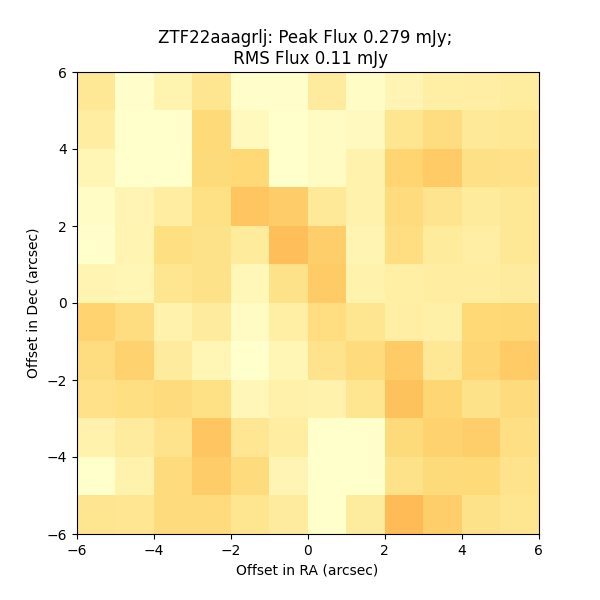 ZTF22aaagrlj: Peak Flux 0.279 mJy;
RMS Flux 0.11 mJy
6
4
2
0
−2
−4
−6
Offset in Dec (arcsec)
−6 −4 −2 0 2 4 6
Offset in RA (arcsec)